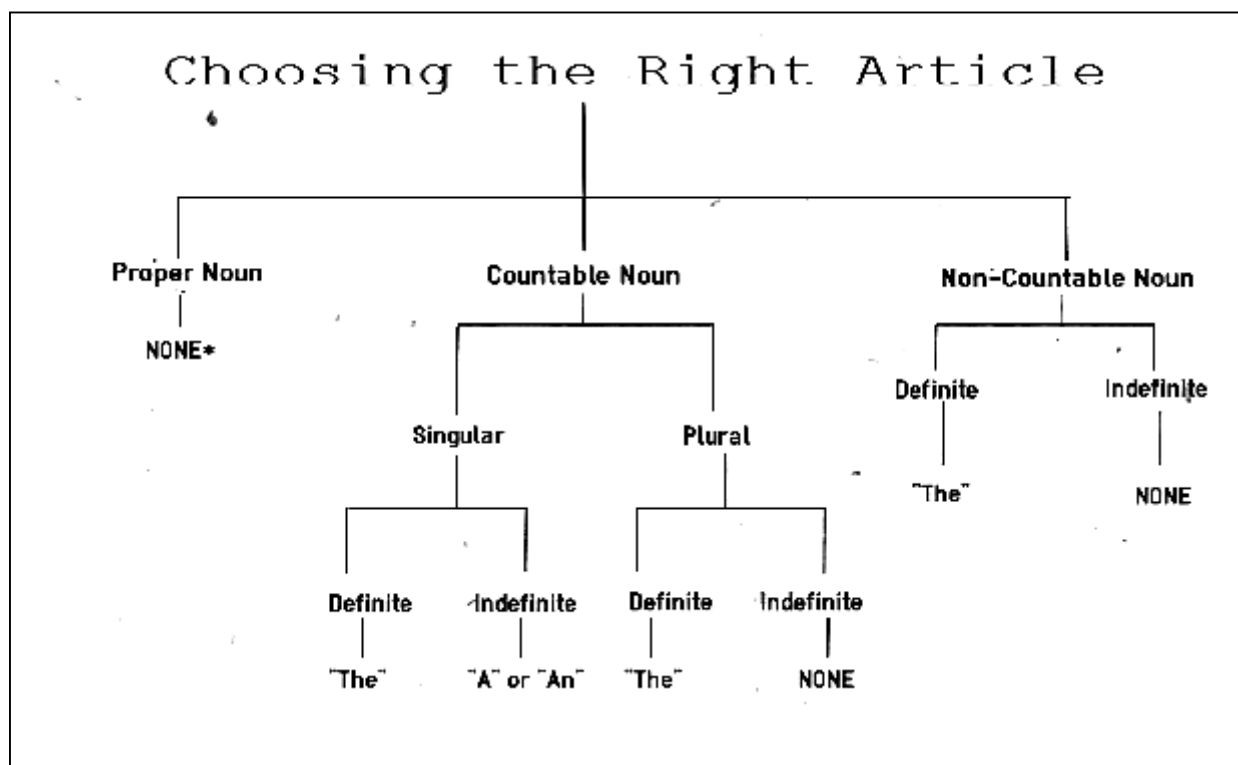 Choosing the Right Article
Proper Noun
Countable Noun
Non-Countable Noun
NONE*
Definite
Indefinite
Singular
Plural
"The"
NONE
Definite
Indefinite
Definite
Indefinite
"The"
"A" or "An"
"The"
NONE